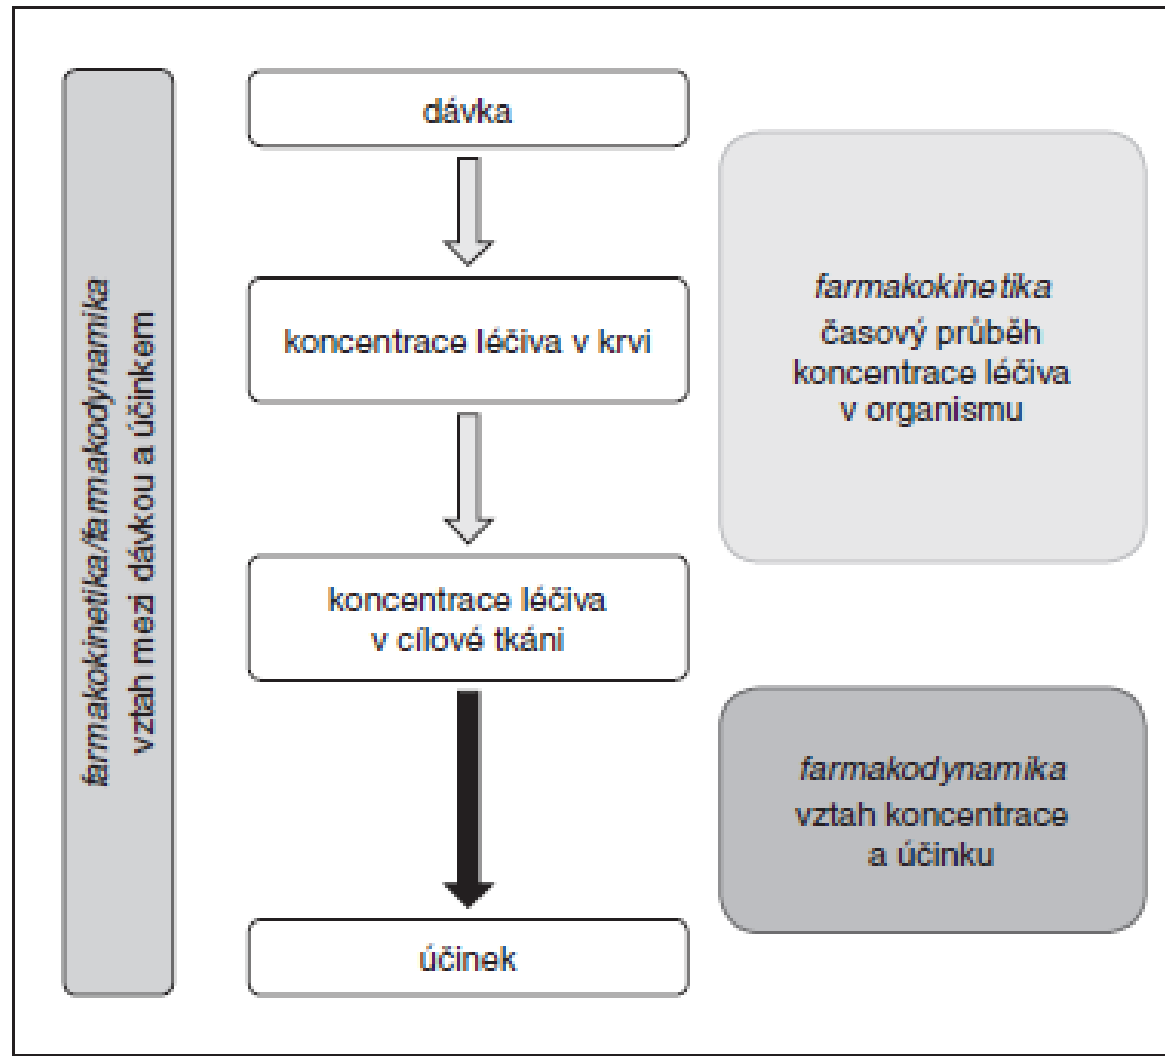 farmakokinetika/farmakodynamika
vztah mezi dávkou a účinkem
dávka
koncentrace léčiva v krvi
koncentrace léčiva
v cílové tkáni
účinek
farmakokinetika
časový průběh
koncentrace léčiva
v organismu
farmakodynamika
vztah koncentrace
a účinku